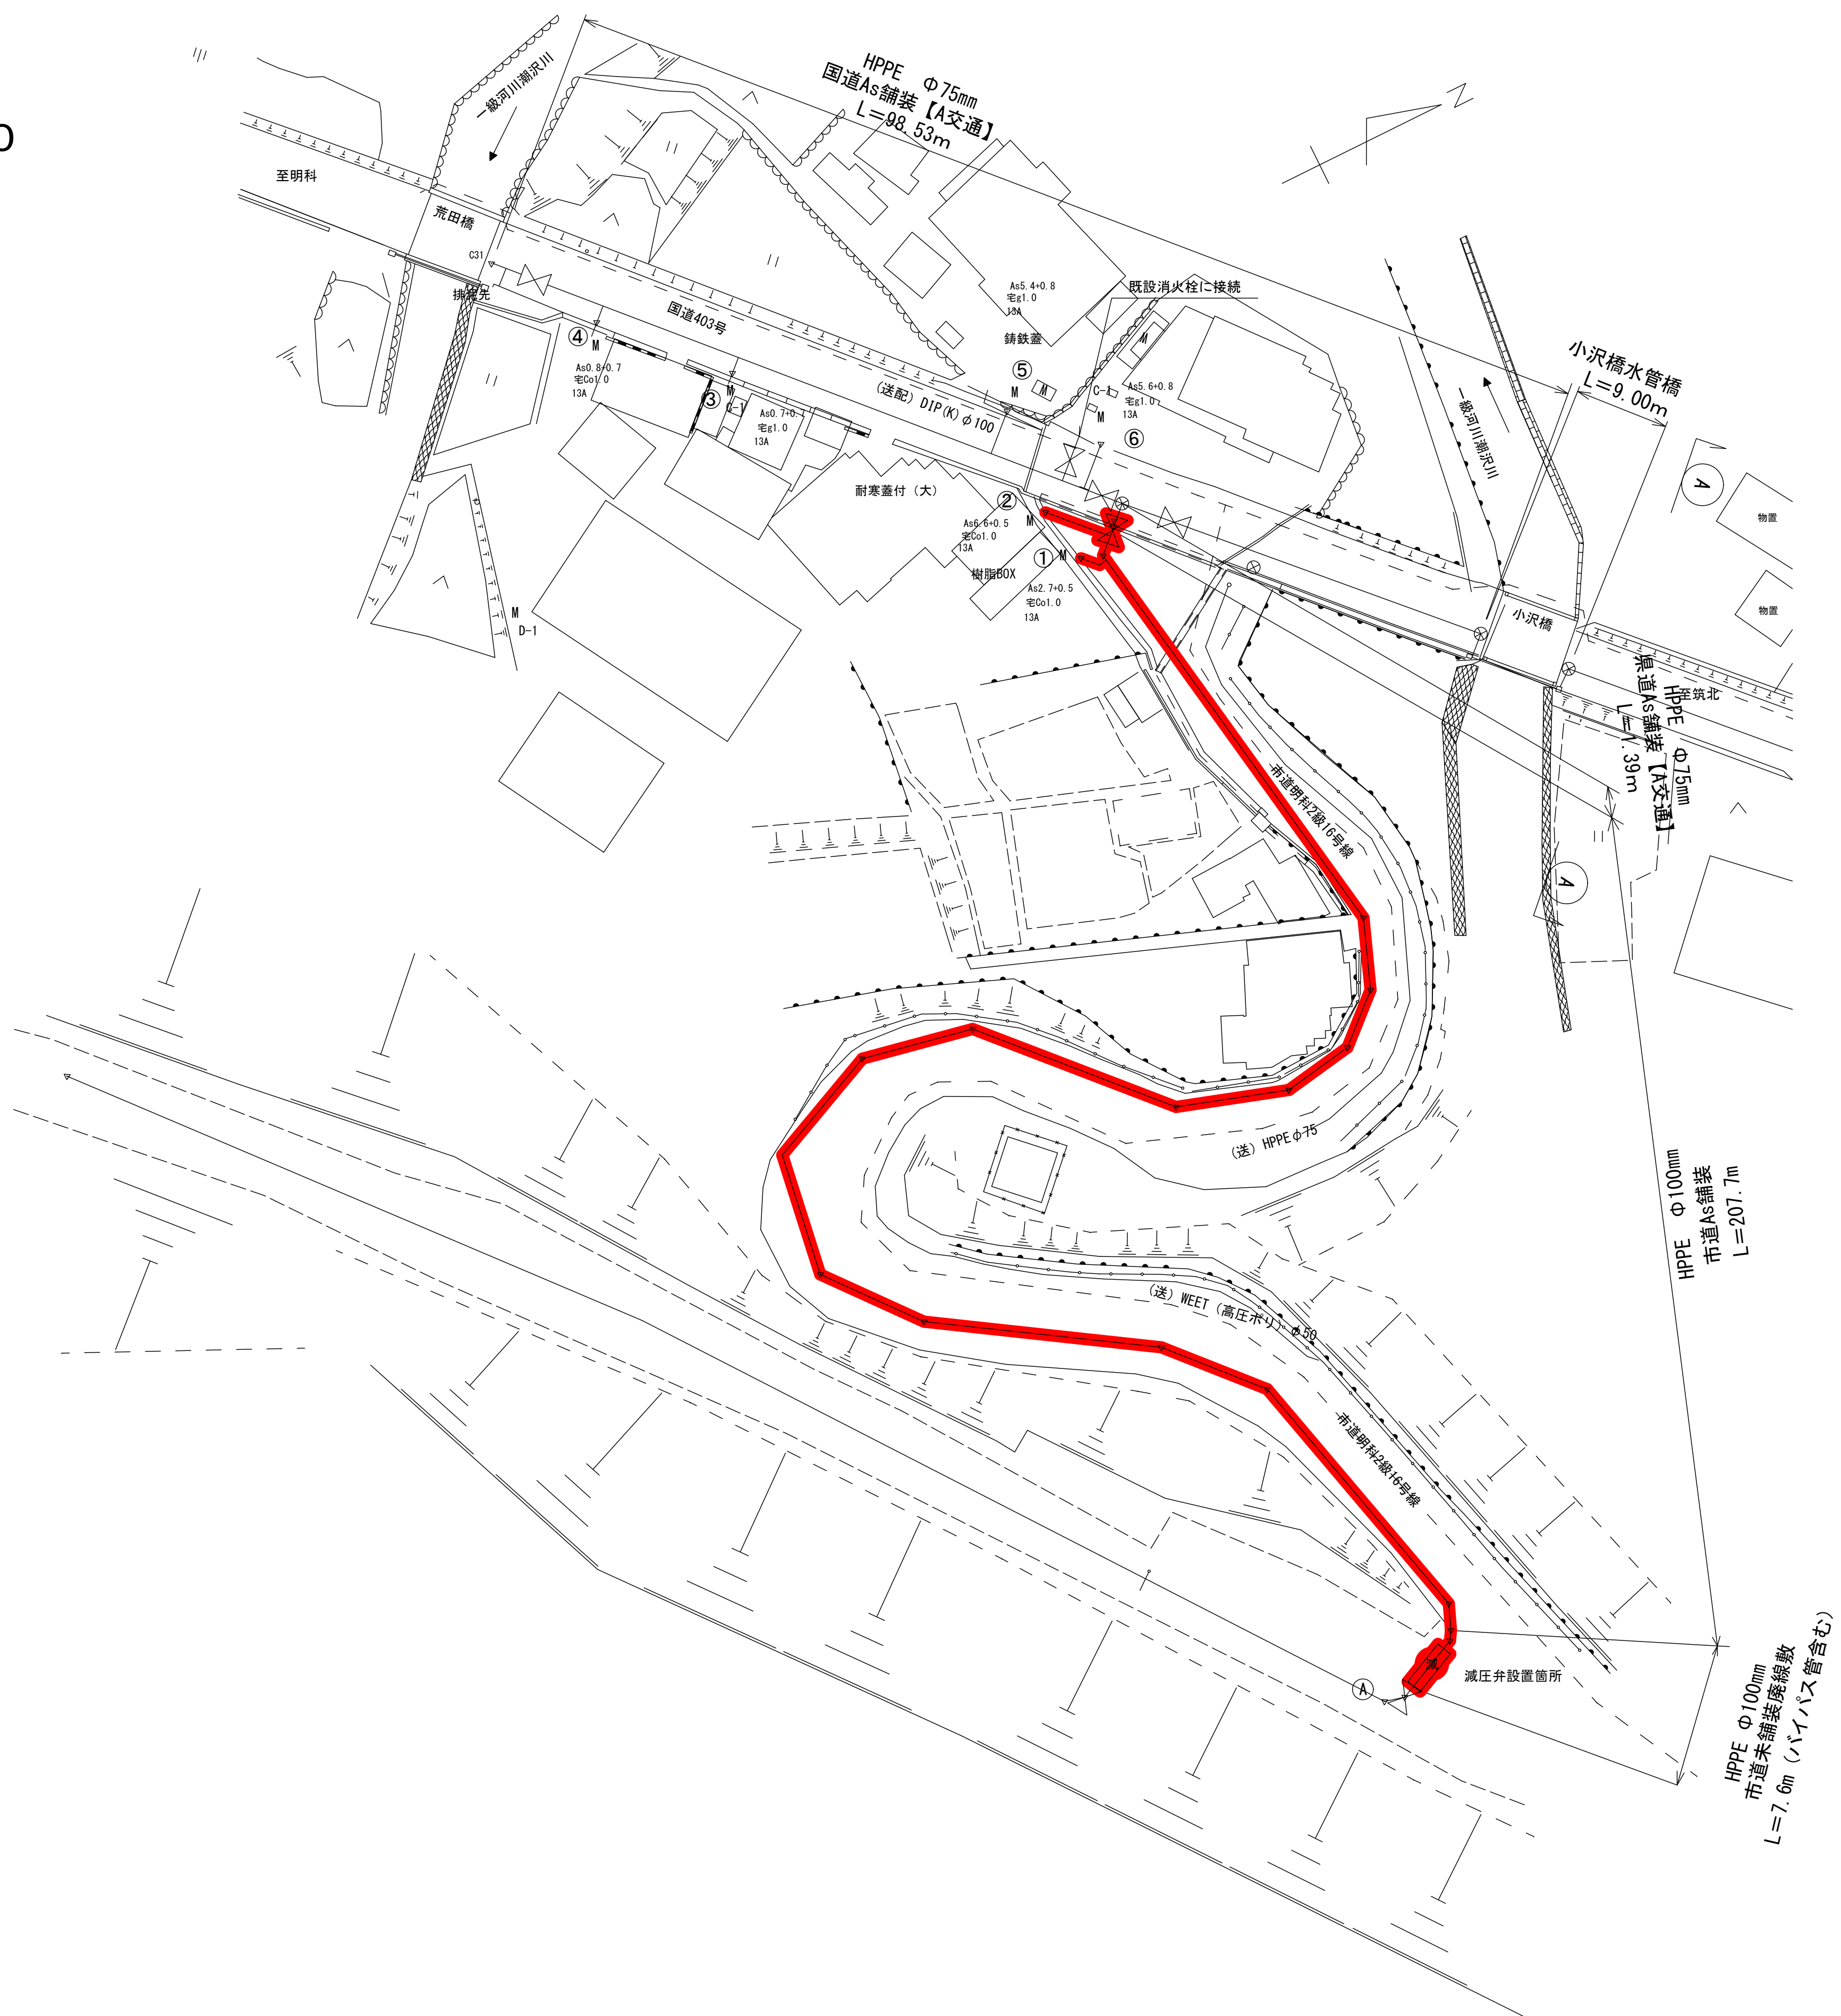 HPPE Φ75mm
国道As舗装【A交通】
L=98.53m
一級河川潮沢川
N
至明科
荒田橋
C31
排泥先
国道403号
As5.4+0.8
宅g1.0
13A
鋳鉄蓋
既設消火栓に接続
小沢橋水管橋
L=9.00m
一級河川潮沢川
④
M
As0.8+0.7
宅Co1.0
13A
③
M
C-1
As0.7+0.7
宅g1.0
13A
(送配) DIP(K)φ100
⑤
M
M
M
C-1
M
As5.6+0.8
宅g1.0
13A
⑥
A
物置
物置
耐寒蓋付(大)
②
M
As6.6+0.5
宅Co1.0
13A
①
M
樹脂BOX
As2.7+0.5
宅Co1.0
13A
M
D-1
小沢橋
至筑北
HPPE Φ75mm
県道As舗装【A交通】
L=1.39m
A
市道明科2級16号線
(送) HPPEφ75
HPPE Φ100mm
市道As舗装
L=207.7m
(送) WEET (高圧ポリ) φ50
市道明科2級16号線
減
減圧弁設置箇所
A
HPPE Φ100mm
市道未舗装廃線敷
L=7.6m (バイパス管含む)